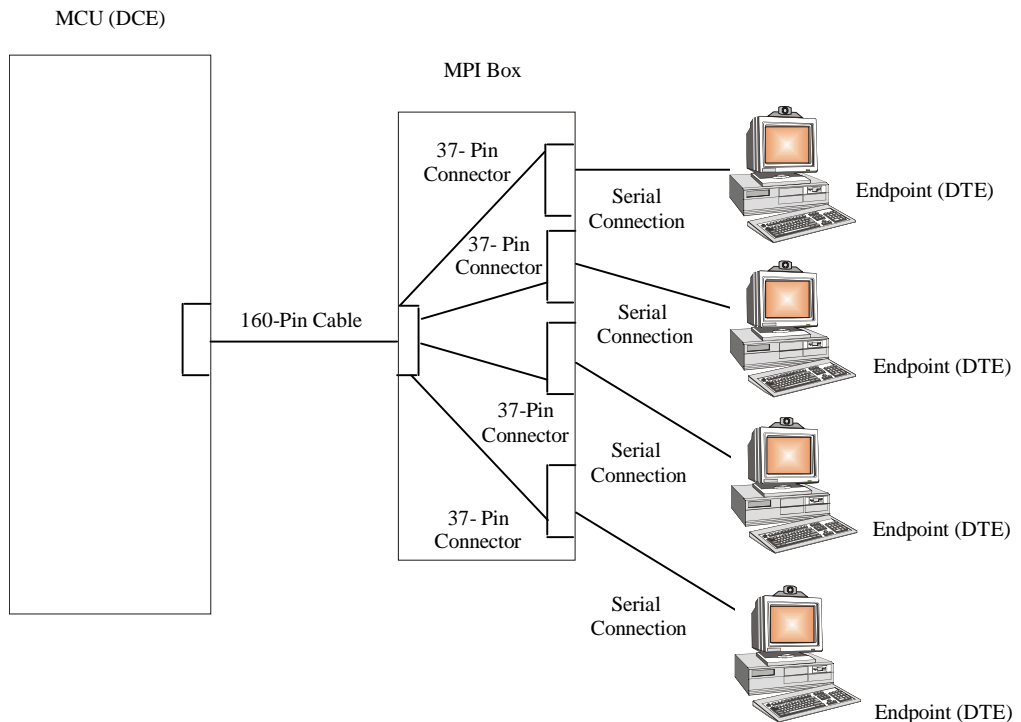 MCU (DCE)
MPI Box
37- Pin
Connector
Serial
Connection
Endpoint (DTE)
37- Pin
Connector
160-Pin Cable
Serial
Connection
Endpoint (DTE)
37-Pin
Connector
Serial
Connection
Endpoint (DTE)
37- Pin
Connector
Serial
Connection
Endpoint (DTE)